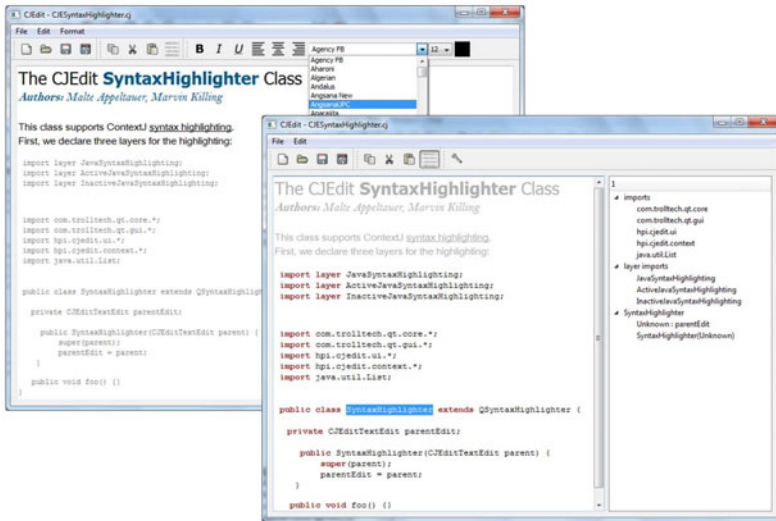 CJEdit - CJESyntaxHighlighter.cj
File Edit Format
B I U Agency FB 12
Agency FB
Aharoni
Algerian
Andalus
Angsana New
AngsanaUPC
Aparajita
The CJEdit SyntaxHighlighter Class
Authors: Malte Appeltauer, Marvin Killing
This class supports ContextJ syntax highlighting.
First, we declare three layers for the highlighting:
import layer JavaSyntaxHighlighting;
import layer ActiveJavaSyntaxHighlighting;
import layer InactiveJavaSyntaxHighlighting;
import com.trolltech.qt.core.*;
import com.trolltech.qt.gui.*;
import hpi.cjedit.ui.*;
import hpi.cjedit.context.*;
import java.util.List;
public class SyntaxHighlighter extends QSyntaxHighlig
private CJEditTextEdit parentEdit;
public SyntaxHighlighter(CJEditTextEdit parent) {
super(parent);
parentEdit = parent;
}
public void foo() {}
}
CJEdit - CJESyntaxHighlighter.cj
File Edit
The CJEdit SyntaxHighlighter Class
Authors: Malte Appeltauer, Marvin Killing
This class supports ContextJ syntax highlighting.
First, we declare three layers for the highlighting:
import layer JavaSyntaxHighlighting;
import layer ActiveJavaSyntaxHighlighting;
import layer InactiveJavaSyntaxHighlighting;
import com.trolltech.qt.core.*;
import com.trolltech.qt.gui.*;
import hpi.cjedit.ui.*;
import hpi.cjedit.context.*;
import java.util.List;
public class SyntaxHighlighter extends QSyntaxHighlighter {
private CJEditTextEdit parentEdit;
public SyntaxHighlighter(CJEditTextEdit parent) {
super(parent);
parentEdit = parent;
}
public void foo() {}
1
imports
com.trolltech.qt.core
com.trolltech.qt.gui
hpi.cjedit.ui
hpi.cjedit.context
java.util.List
layer imports
JavaSyntaxHighlighting
ActiveJavaSyntaxHighlighting
InactiveJavaSyntaxHighlighting
SyntaxHighlighter
Unknown : parentEdit
SyntaxHighlighter(Unknown)